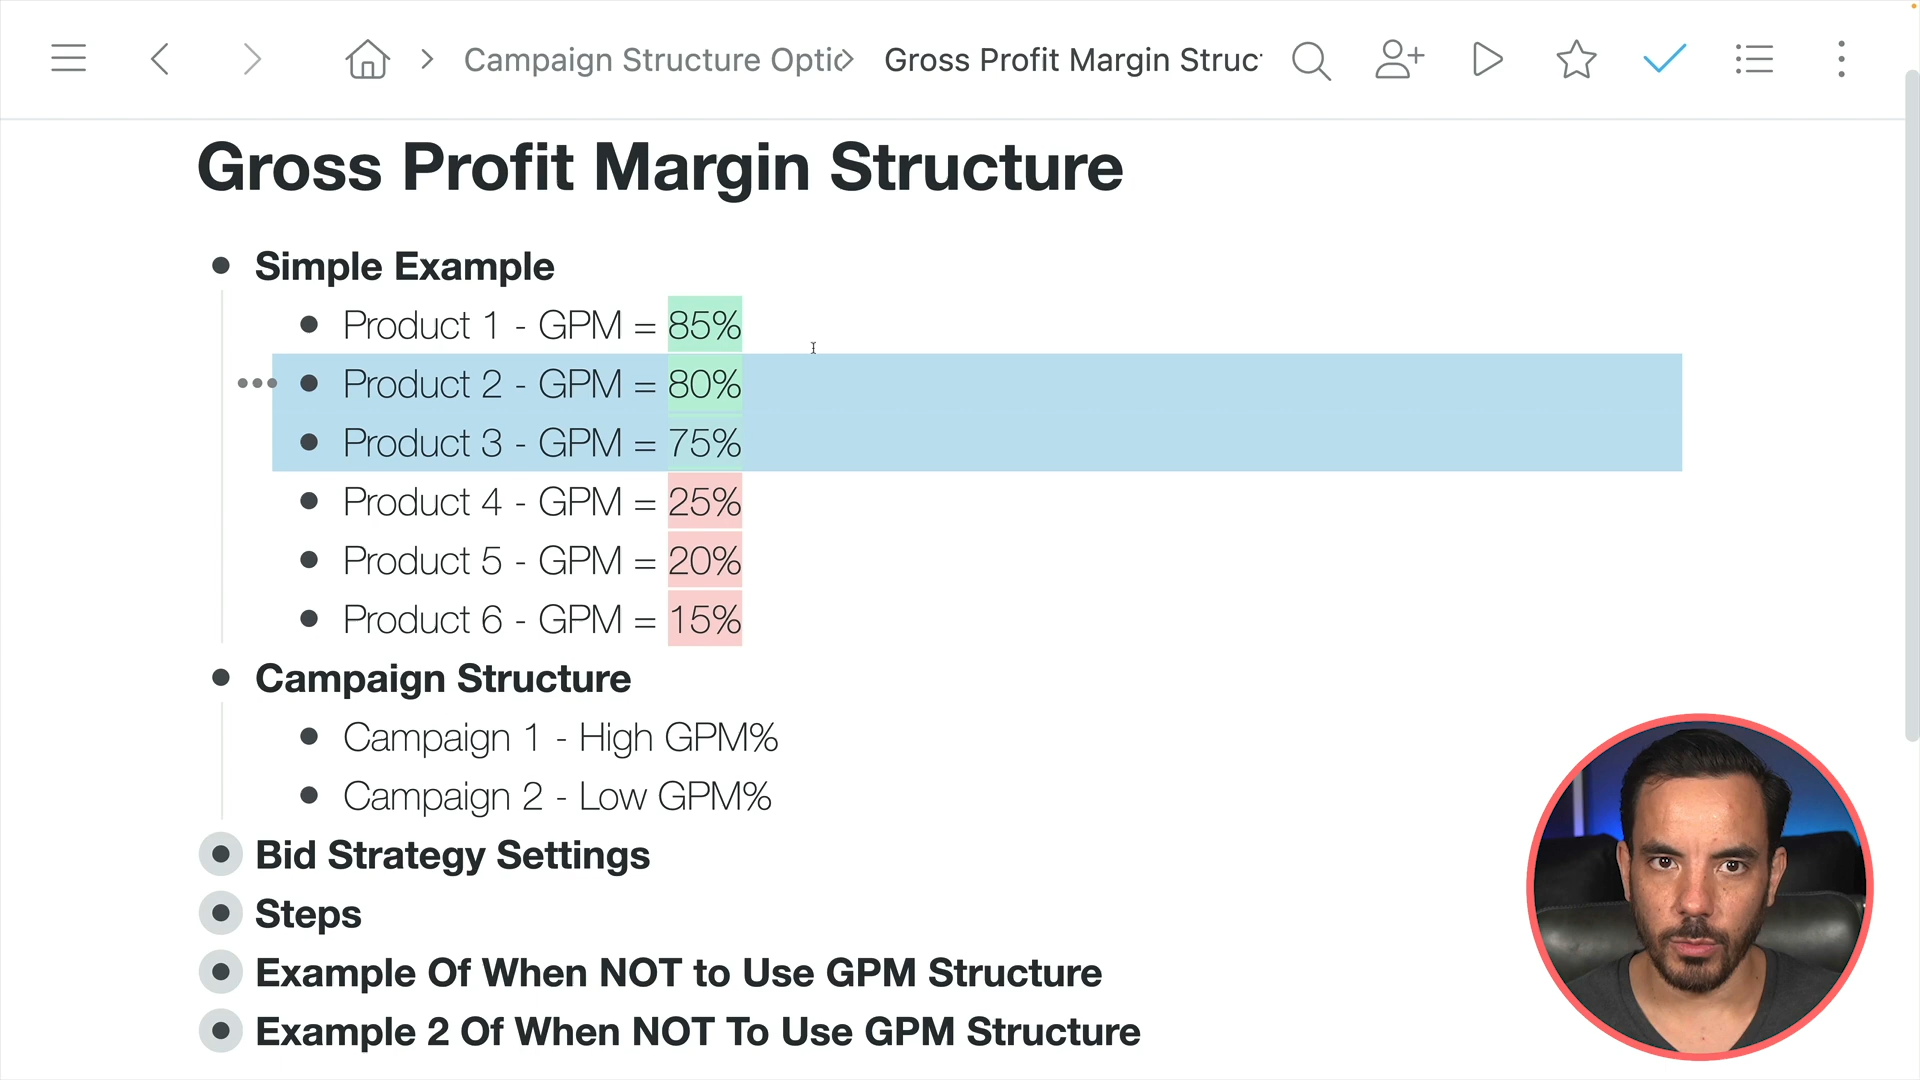 Campaign Structure Optic
Gross Profit Margin Struc
Gross Profit Margin Structure
Simple Example
Product 1 - GPM = 85%
Product 2 - GPM = 80%
Product 3 - GPM = 75%
Product 4 - GPM = 25%
Product 5 - GPM = 20%
Product 6 - GPM = 15%
Campaign Structure
Campaign 1 - High GPM%
Campaign 2 - Low GPM%
Bid Strategy Settings
Steps
Example Of When NOT to Use GPM Structure
Example 2 Of When NOT To Use GPM Structure